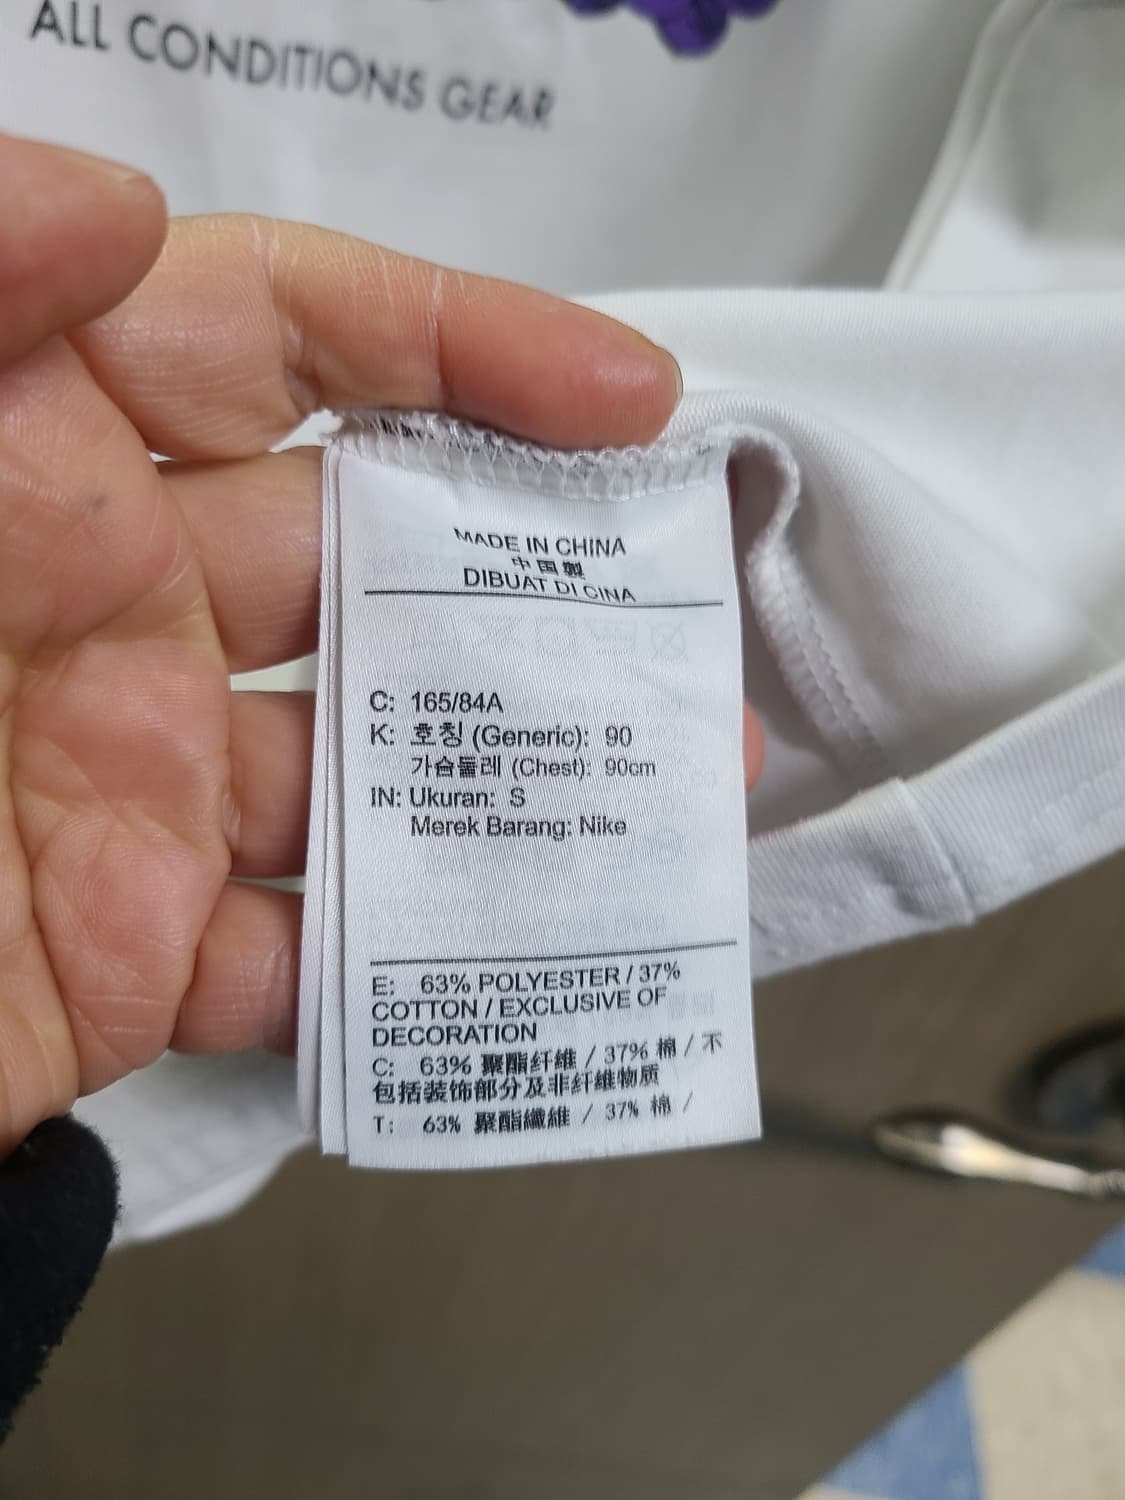 ALL CONDITIONS GEAR
MADE IN CHINA
中国製
DIBUAT DI CINA
C: 165/84A
K: 호칭 (Generic): 90
가슴둘레 (Chest): 90cm
IN: Ukuran: S
Merek Barang: Nike
E: 63% POLYESTER / 37%
COTTON / EXCLUSIVE OF
DECORATION
C: 63% 聚酯纤维 / 37% 棉 / 不
包括装饰部分及非纤维物质
T: 63% 聚酯纖維 / 37% 棉 /